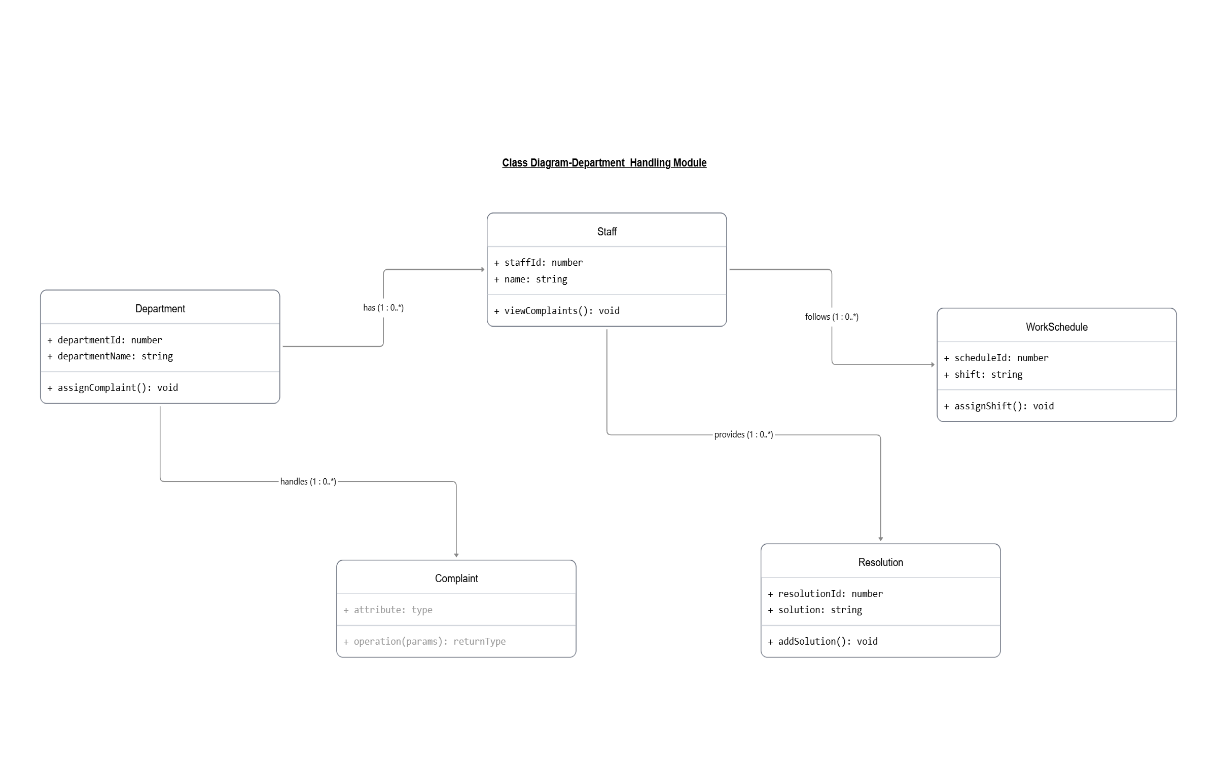 Class Diagram-Department  Handling Module
Staff
+ staffId: number
+ name: string
+ viewComplaints(): void
has (1 : 0..*)
Department
+ departmentId: number
+ departmentName: string
+ assignComplaint(): void
follows (1 : 0..*)
WorkSchedule
+ scheduleId: number
+ shift: string
+ assignShift(): void
provides (1 : 0..*)
handles (1 : 0..*)
Complaint
+ attribute: type
+ operation(params): returnType
Resolution
+ resolutionId: number
+ solution: string
+ addSolution(): void